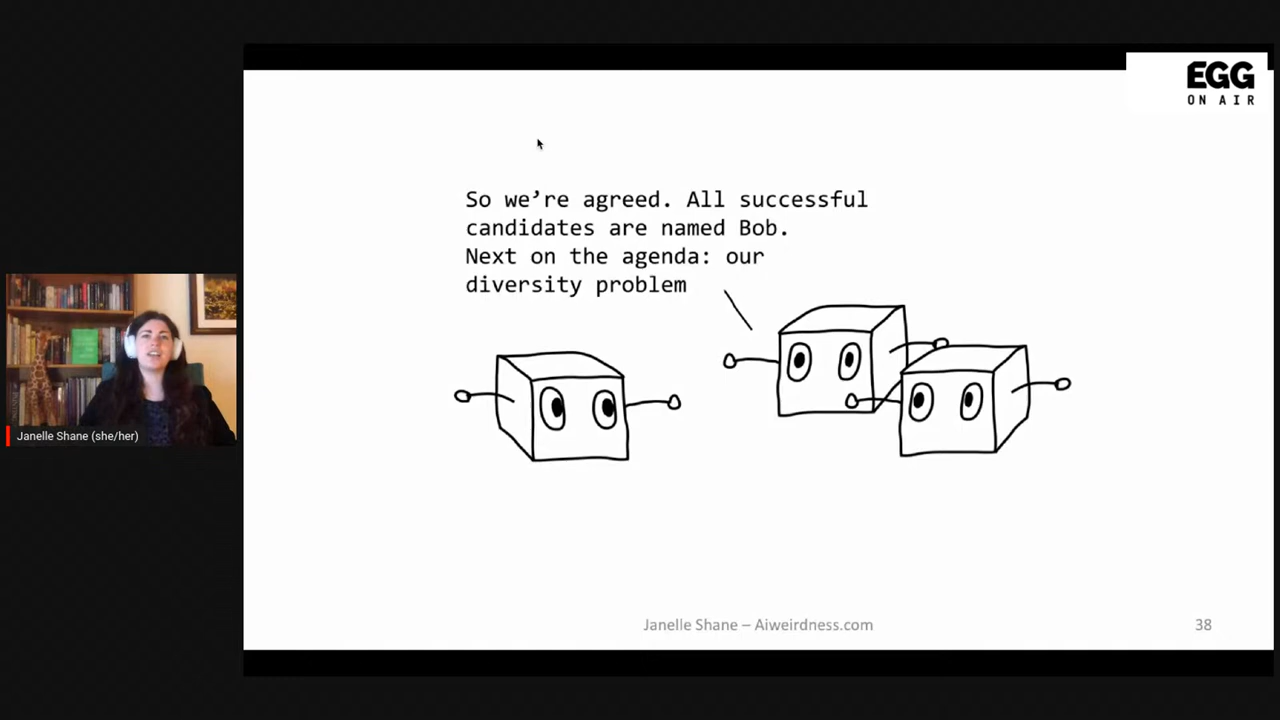 EGG
ON AIR
So we’re agreed. All successful
candidates are named Bob.
Next on the agenda: our
diversity problem
Janelle Shane (she/her)
Janelle Shane – Aiweirdness.com
38